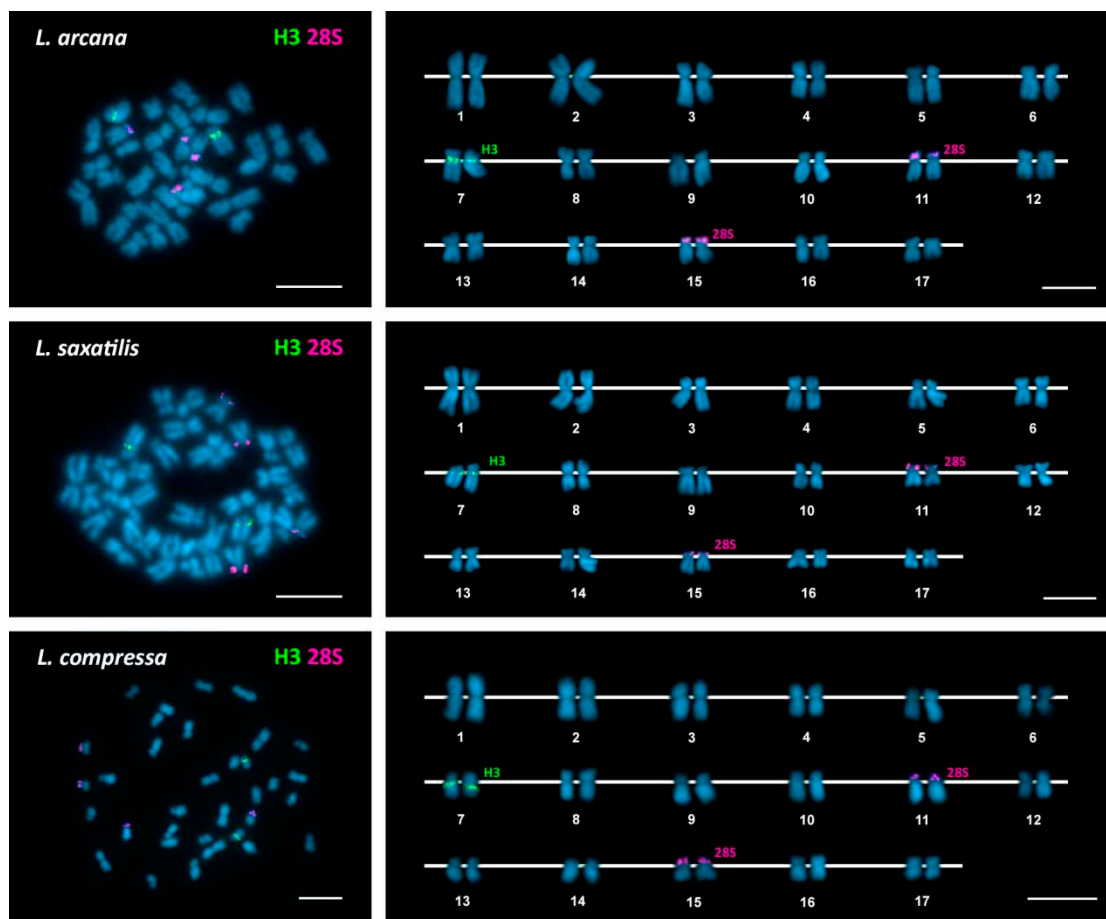 L. arcana H3 28S
1 2 3 4 5 6
H3 28S
7 8 9 10 11 12
28S
13 14 15 16 17
L. saxatilis H3 28S
1 2 3 4 5 6
H3 28S
7 8 9 10 11 12
28S
13 14 15 16 17
L. compressa H3 28S
1 2 3 4 5 6
H3 28S
7 8 9 10 11 12
28S
13 14 15 16 17